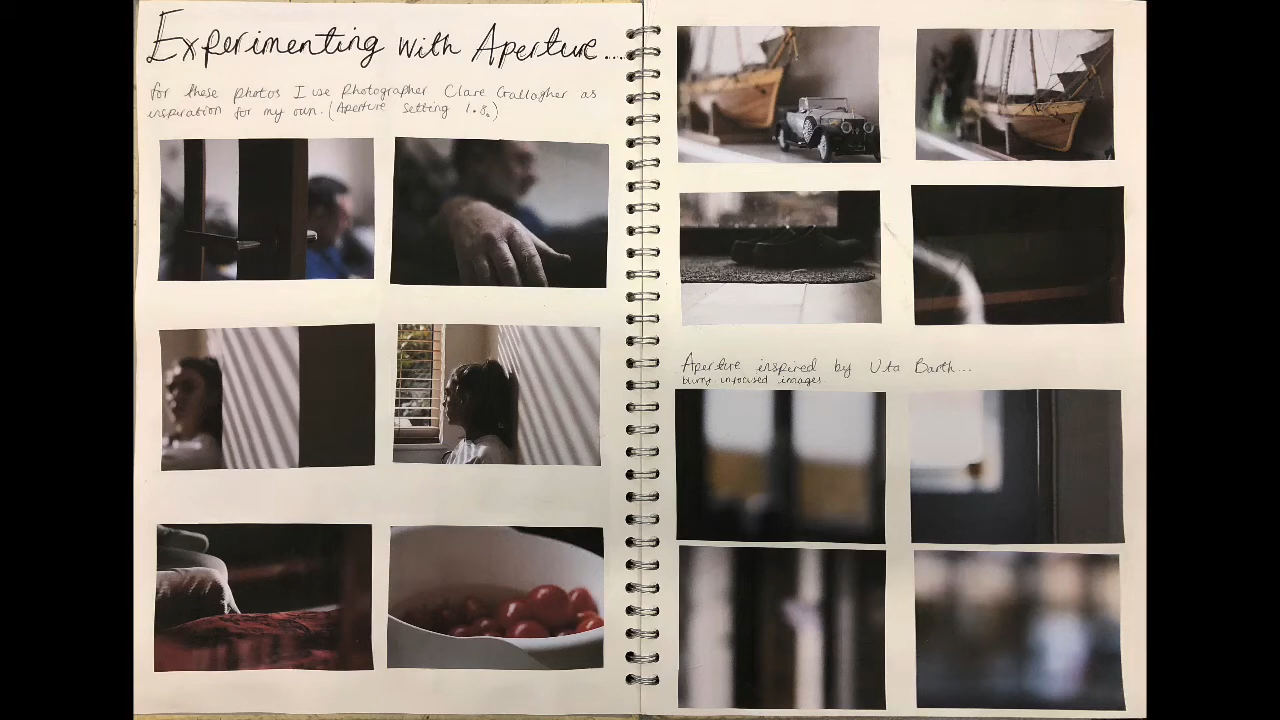 Experimenting with Aperture...
for these photos I use Photographer Clare Gallagher as
inspiration for my own. (Aperture setting 1.8.)
Aperture inspired by Uta Barth...
blurry unfocused images